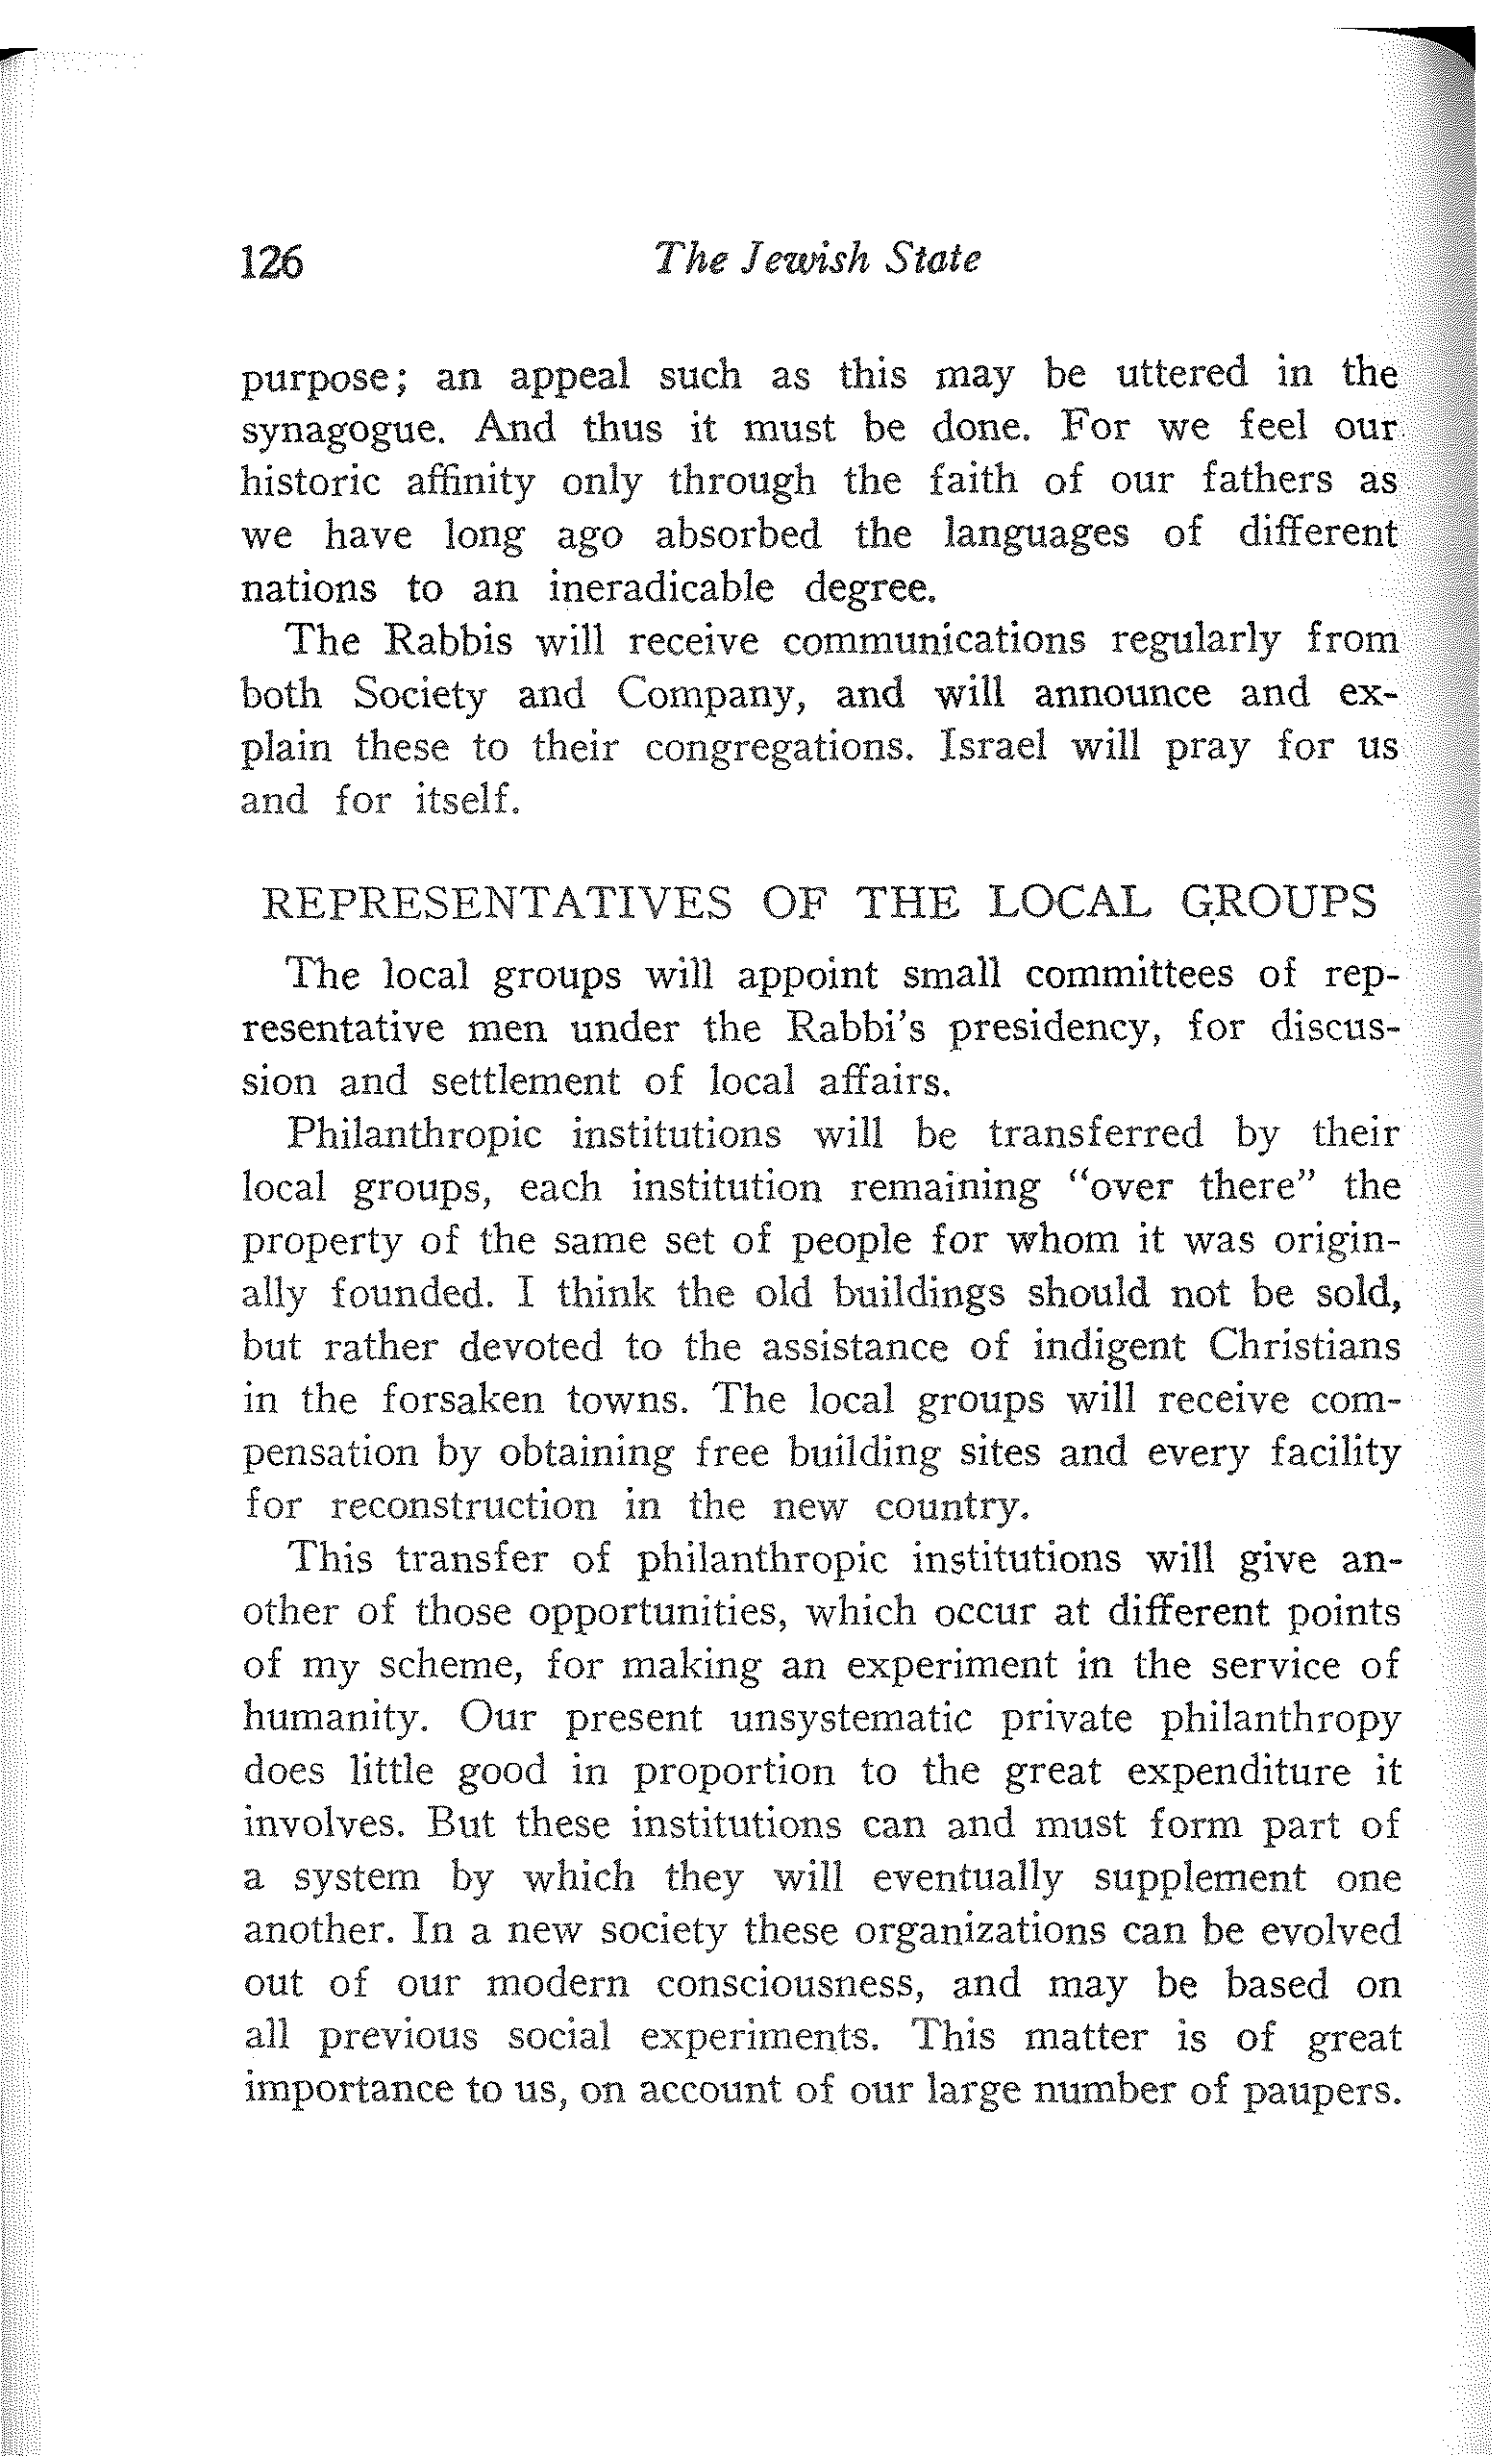 126 The Jewish State
purpose; an appeal such as this may be uttered in the
synagogue. And thus it must be done. For we feel our
historic affinity only through the faith of our fathers as
we have long ago absorbed the languages of different
nations to an ineradicable degree.
The Rabbis will receive communications regularly from
both Society and Company, and will announce and ex-
plain these to their congregations. Israel will pray for us
and for itself.
REPRESENTATIVES OF THE LOCAL GROUPS
The local groups will appoint small committees of rep-
resentative men under the Rabbi's presidency, for discus-
sion and settlement of local affairs.
Philanthropic institutions will be transferred by their
local groups, each institution remaining "over there" the
property of the same set of people for whom it was origin-
ally founded. I think the old buildings should not be sold,
but rather devoted to the assistance of indigent Christians
in the forsaken towns. The local groups will receive com-
pensation by obtaining free building sites and every facility
for reconstruction in the new country.
This transfer of philanthropic institutions will give an-
other of those opportunities, which occur at different points
of my scheme, for making an experiment in the service of
humanity. Our present unsystematic private philanthropy
does little good in proportion to the great expenditure it
involves. But these institutions can and must form part of
a system by which they will eventually supplement one
another. In a new society these organizations can be evolved
out of our modern consciousness, and may be based on
all previous social experiments. This matter is of great
importance to us, on account of our large number of paupers.